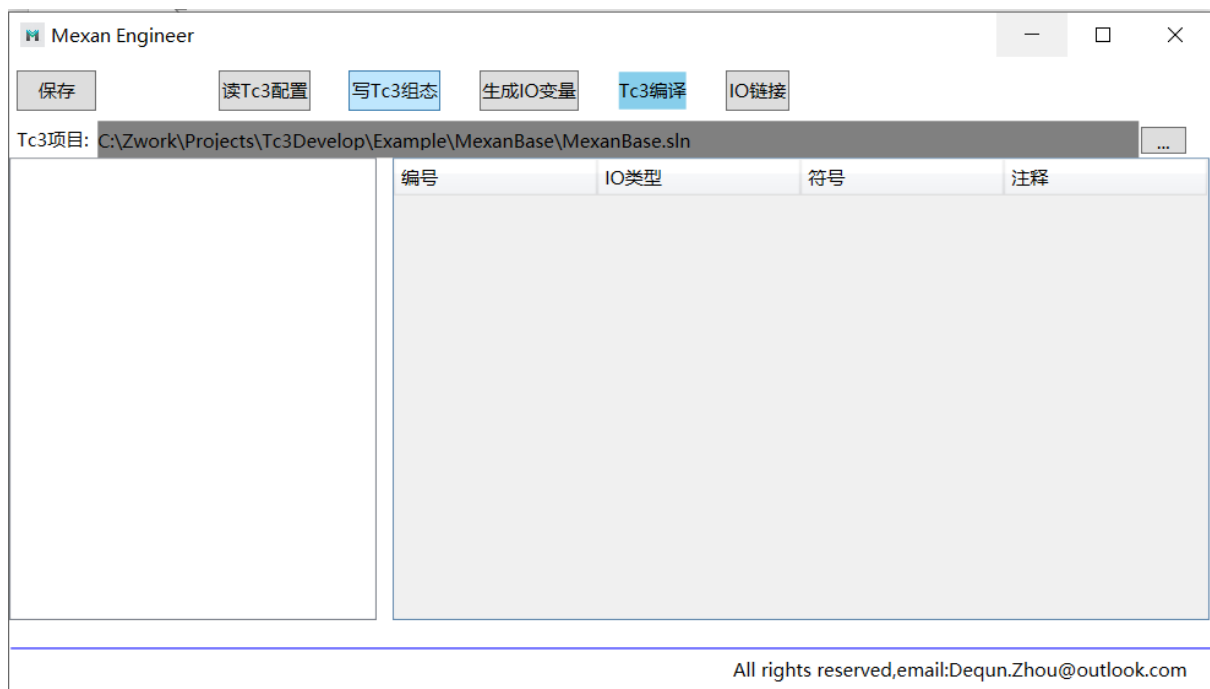 Mexan Engineer
保存 读Tc3配置 写Tc3组态 生成IO变量 Tc3编译 IO链接
Tc3项目: C:\Zwork\Projects\Tc3Develop\Example\MexanBase\MexanBase.sln ...
编号 IO类型 符号 注释
All rights reserved,email:Dequn.Zhou@outlook.com